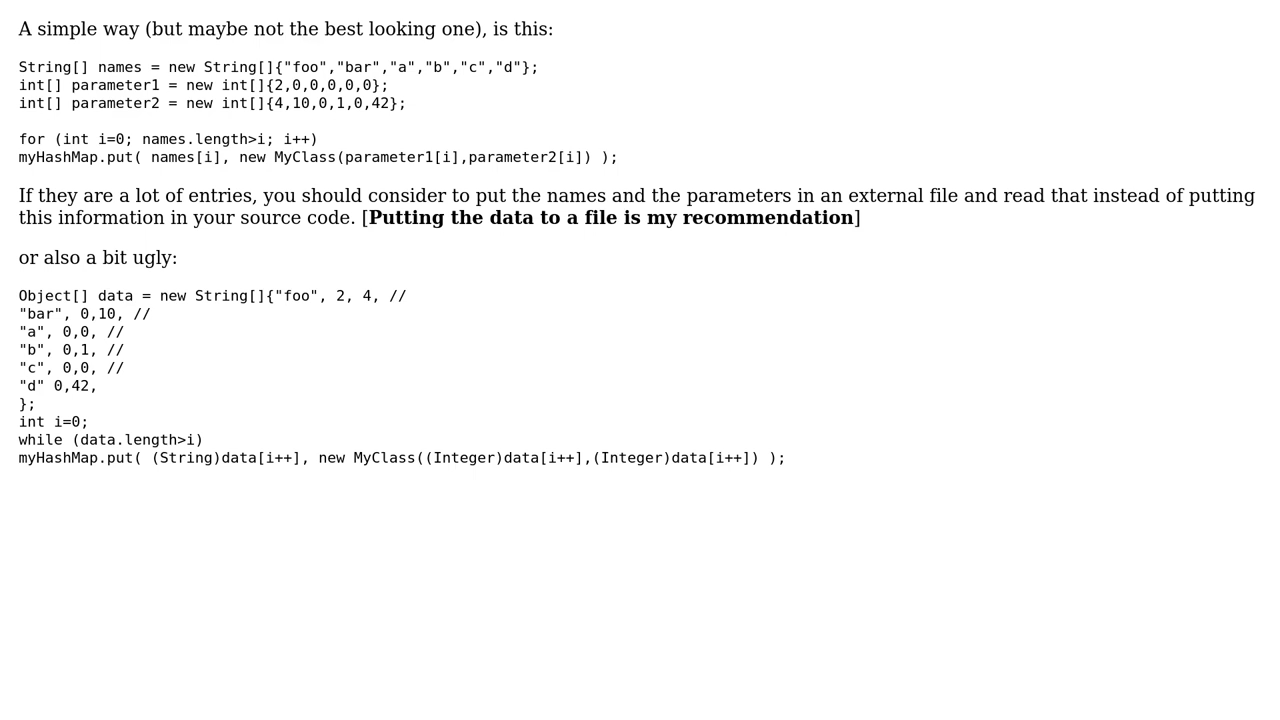 A simple way (but maybe not the best looking one), is this:
String[] names = new String[]{"foo","bar","a","b","c","d"};
int[] parameter1 = new int[]{2,0,0,0,0,0};
int[] parameter2 = new int[]{4,10,0,1,0,42};
for (int i=0; names.length>i; i++)
myHashMap.put( names[i], new MyClass(parameter1[i],parameter2[i]) );
If they are a lot of entries, you should consider to put the names and the parameters in an external file and read that instead of putting
this information in your source code. [Putting the data to a file is my recommendation]
or also a bit ugly:
Object[] data = new String[]{"foo", 2, 4, //
"bar", 0,10, //
"a", 0,0, //
"b", 0,1, //
"c", 0,0, //
"d" 0,42,
};
int i=0;
while (data.length>i)
myHashMap.put( (String)data[i++], new MyClass((Integer)data[i++],(Integer)data[i++]) );